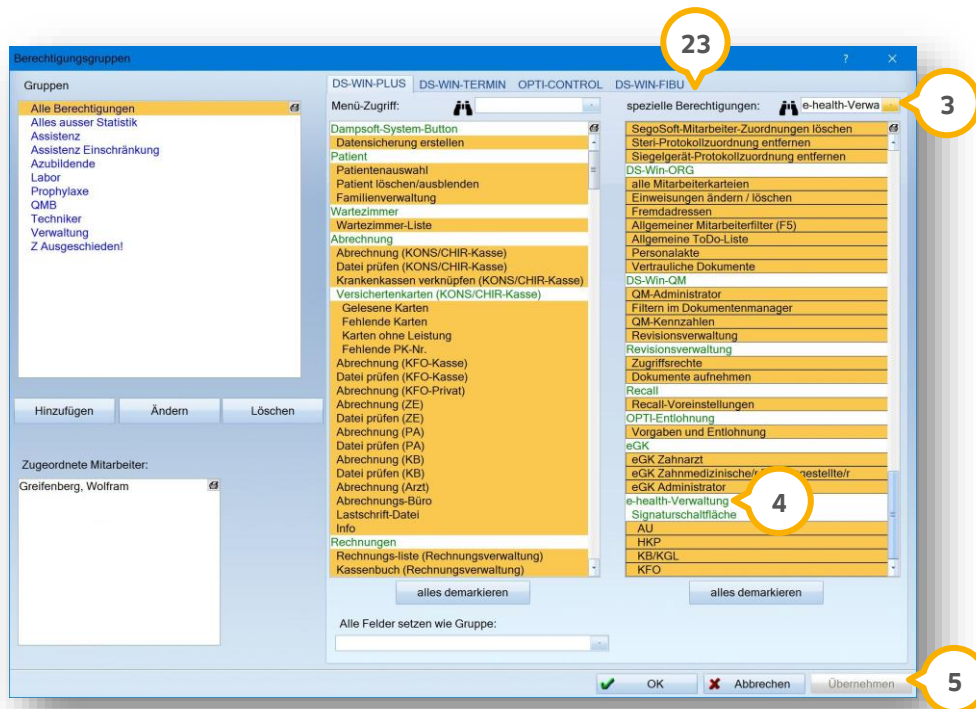 23
Berechtigungsgruppen
? ×
Gruppen
Alle Berechtigungen
Alles ausser Statistik
Assistenz
Assistenz Einschränkung
Azubildende
Labor
Prophylaxe
QMB
Techniker
Verwaltung
Z Ausgeschieden!
Hinzufügen Ändern Löschen
Zugeordnete Mitarbeiter:
Greifenberg, Wolfram
DS-WIN-PLUS DS-WIN-TERMIN OPTI-CONTROL DS-WIN-FIBU
Menü-Zugriff:
Dampsoft-System-Button
Datensicherung erstellen
Patient
Patientenauswahl
Patient löschen/ausblenden
Familienverwaltung
Wartezimmer
Wartezimmer-Liste
Abrechnung
Abrechnung (KONS/CHIR-Kasse)
Datei prüfen (KONS/CHIR-Kasse)
Krankenkassen verknüpfen (KONS/CHIR-Kasse)
Versichertenkarten (KONS/CHIR-Kasse)
Gelesene Karten
Fehlende Karten
Karten ohne Leistung
Fehlende PK-Nr.
Abrechnung (KFO-Kasse)
Datei prüfen (KFO-Kasse)
Abrechnung (KFO-Privat)
Abrechnung (ZE)
Datei prüfen (ZE)
Abrechnung (PA)
Datei prüfen (PA)
Abrechnung (KB)
Datei prüfen (KB)
Abrechnung (Arzt)
Abrechnungs-Büro
Lastschrift-Datei
Info
Rechnungen
Rechnungs-liste (Rechnungsverwaltung)
Kassenbuch (Rechnungsverwaltung)
alles demarkieren
Alle Felder setzen wie Gruppe:
spezielle Berechtigungen: e-health-Verwa
3
SegoSoft-Mitarbeiter-Zuordnungen löschen
Steri-Protokollzuordnung entfernen
Siegelgerät-Protokollzuordnung entfernen
DS-Win-ORG
alle Mitarbeiterkarteien
Einweisungen ändern / löschen
Fremdadressen
Allgemeiner Mitarbeiterfilter (F5)
Allgemeine ToDo-Liste
Personalakte
Vertrauliche Dokumente
DS-Win-QM
QM-Administrator
Filtern im Dokumentenmanager
QM-Kennzahlen
Revisionsverwaltung
Revisionsverwaltung
Zugriffsrechte
Dokumente aufnehmen
Recall
Recall-Voreinstellungen
OPTI-Entlohnung
Vorgaben und Entlohnung
eGK
eGK Zahnarzt
eGK Zahnmedizinische/r gestellte/r
eGK Administrator
e-health-Verwaltung
4
Signaturschaltfläche
AU
HKP
KB/KGL
KFO
alles demarkieren
OK Abbrechen Übernehmen
5